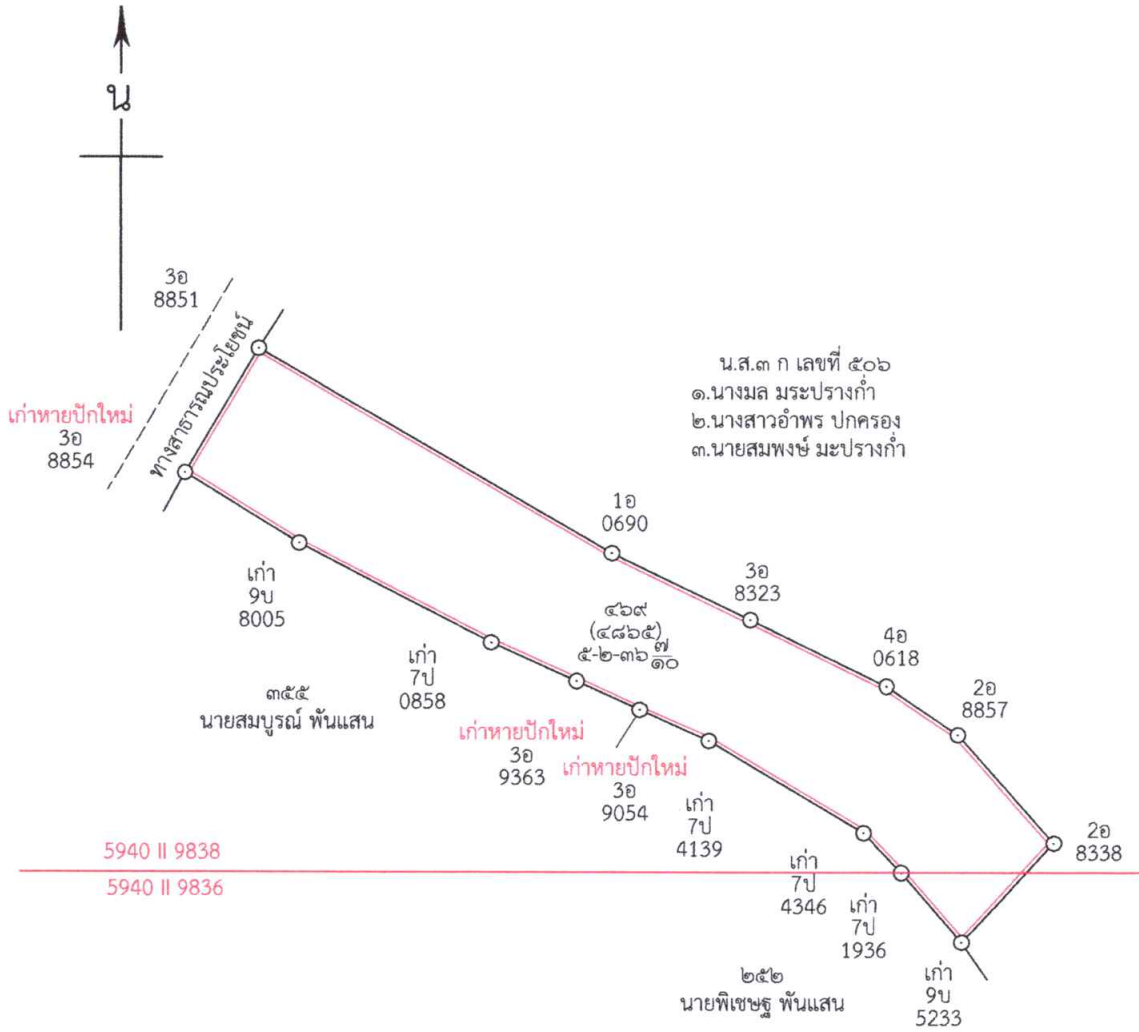 น
3อ
8851
ทางสาธารณประโยชน์
เก่าหายปักใหม่
3อ
8854
น.ส.๓ ก เลขที่ ๕๐๖
๑.นางมล มระปรางก่ำ
๒.นางสาวอำพร ปกครอง
๓.นายสมพงษ์ มะปรางก่ำ
1อ
0690
3อ
8323
4อ
0618
2อ
8857
2อ
8338
เก่า
9บ
8005
เก่า
7ป
0858
๔๖๙
(๔๘๖๕)
๕-๒-๓๖ ๗/๑๐
๓๕๕
นายสมบูรณ์ พันแสน
เก่าหายปักใหม่
3อ
9363
เก่าหายปักใหม่
3อ
9054
เก่า
7ป
4139
เก่า
7ป
4346
เก่า
7ป
1936
เก่า
9บ
5233
5940 II 9838
5940 II 9836
๒๕๒
นายพิเชษฐ พันแสน